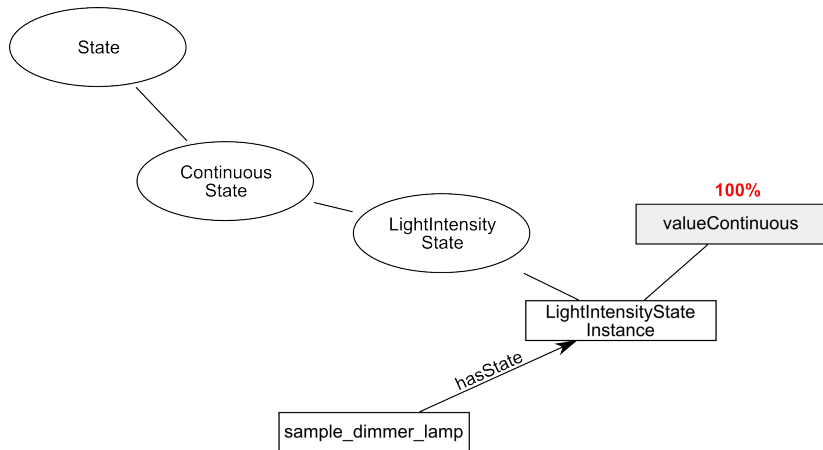 State
Continuous
State
LightIntensity
State
100%
valueContinuous
LightIntensityState
Instance
hasState
sample_dimmer_lamp